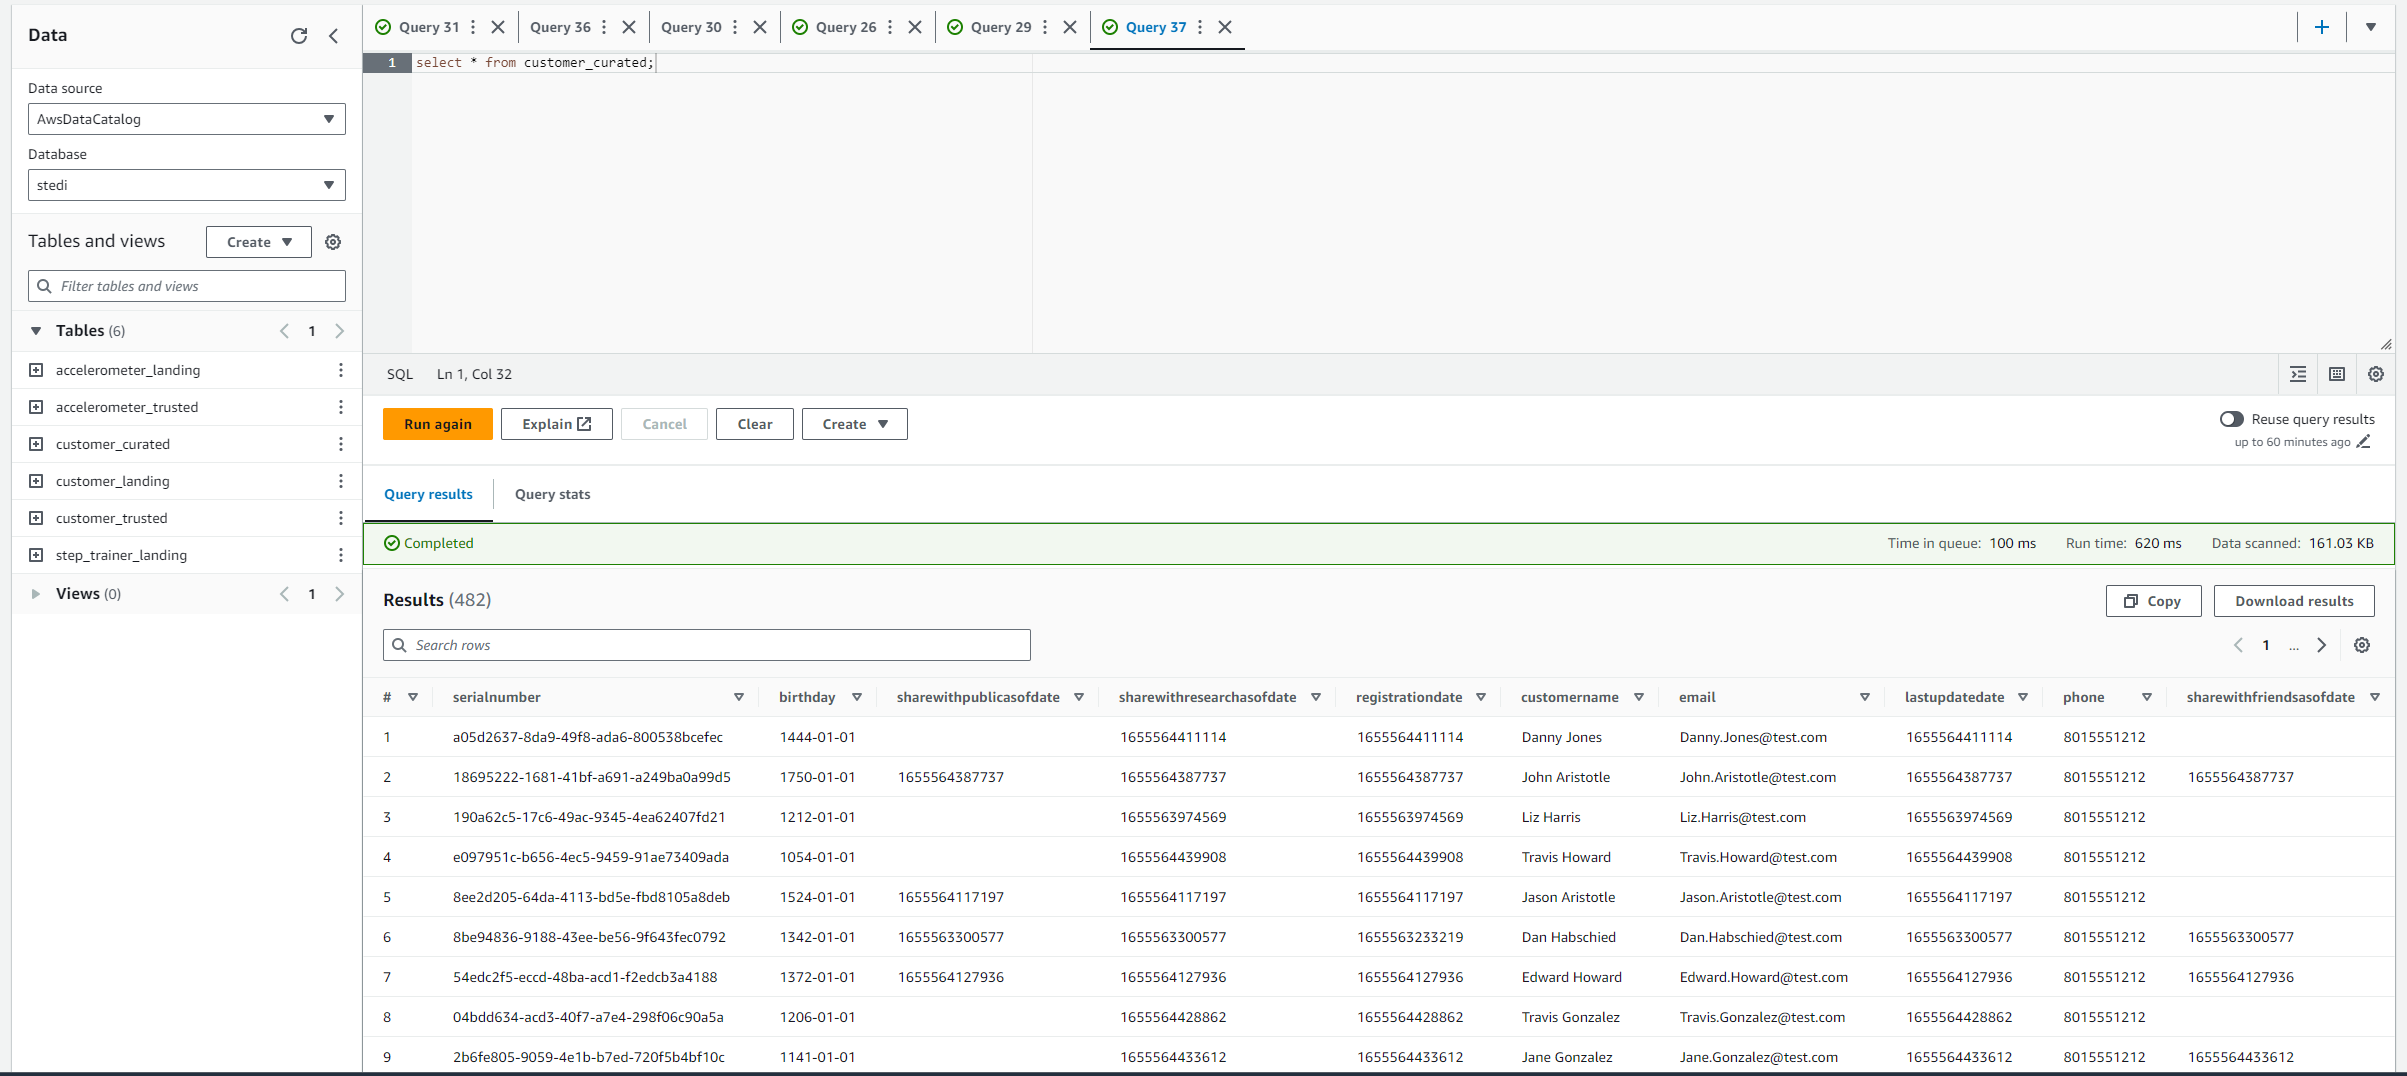 Data
Data source
AwsDataCatalog
Database
stedi
Tables and views
Create
Filter tables and views
Tables (6)
1
accelerometer_landing
accelerometer_trusted
customer_curated
customer_landing
customer_trusted
step_trainer_landing
Views (0)
1
Query 31
Query 36
Query 30
Query 26
Query 29
Query 37
1 select * from customer_curated;
SQL Ln 1, Col 32
Run again Explain Cancel Clear Create
Reuse query results
up to 60 minutes ago
Query results Query stats
Completed Time in queue: 100 ms Run time: 620 ms Data scanned: 161.03 KB
Results (482)
Copy Download results
Search rows
1 ...
# serialnumber birthday sharewithpublicasofdate sharewithresearchasofdate registrationdate customername email lastupdatedate phone sharewithfriendsasofdate
1 a05d2637-8da9-49f8-ada6-800538bcefec 1444-01-01 1655564411114 1655564411114 Danny Jones Danny.Jones@test.com 1655564411114 8015551212
2 18695222-1681-41bf-a691-a249ba0a99d5 1750-01-01 1655564387737 1655564387737 1655564387737 John Aristotle John.Aristotle@test.com 1655564387737 8015551212 1655564387737
3 190a62c5-17c6-49ac-9345-4ea62407fd21 1212-01-01 1655563974569 1655563974569 Liz Harris Liz.Harris@test.com 1655563974569 8015551212
4 e097951c-b656-4ec5-9459-91ae73409ada 1054-01-01 1655564439908 1655564439908 Travis Howard Travis.Howard@test.com 1655564439908 8015551212
5 8ee2d205-64da-4113-bd5e-fbd8105a8deb 1524-01-01 1655564117197 1655564117197 1655564117197 Jason Aristotle Jason.Aristotle@test.com 1655564117197 8015551212
6 8be94836-9188-43ee-be56-9f643fec0792 1342-01-01 1655563300577 1655563300577 1655563233219 Dan Habschied Dan.Habschied@test.com 1655563300577 8015551212 1655563300577
7 54edc2f5-eccd-48ba-acd1-f2edcb3a4188 1372-01-01 1655564127936 1655564127936 1655564127936 Edward Howard Edward.Howard@test.com 1655564127936 8015551212 1655564127936
8 04bdd634-acd3-40f7-a7e4-298f06c90a5a 1206-01-01 1655564428862 1655564428862 Travis Gonzalez Travis.Gonzalez@test.com 1655564428862 8015551212
9 2b6fe805-9059-4e1b-b7ed-720f5b4bf10c 1141-01-01 1655564433612 1655564433612 Jane Gonzalez Jane.Gonzalez@test.com 1655564433612 8015551212 1655564433612